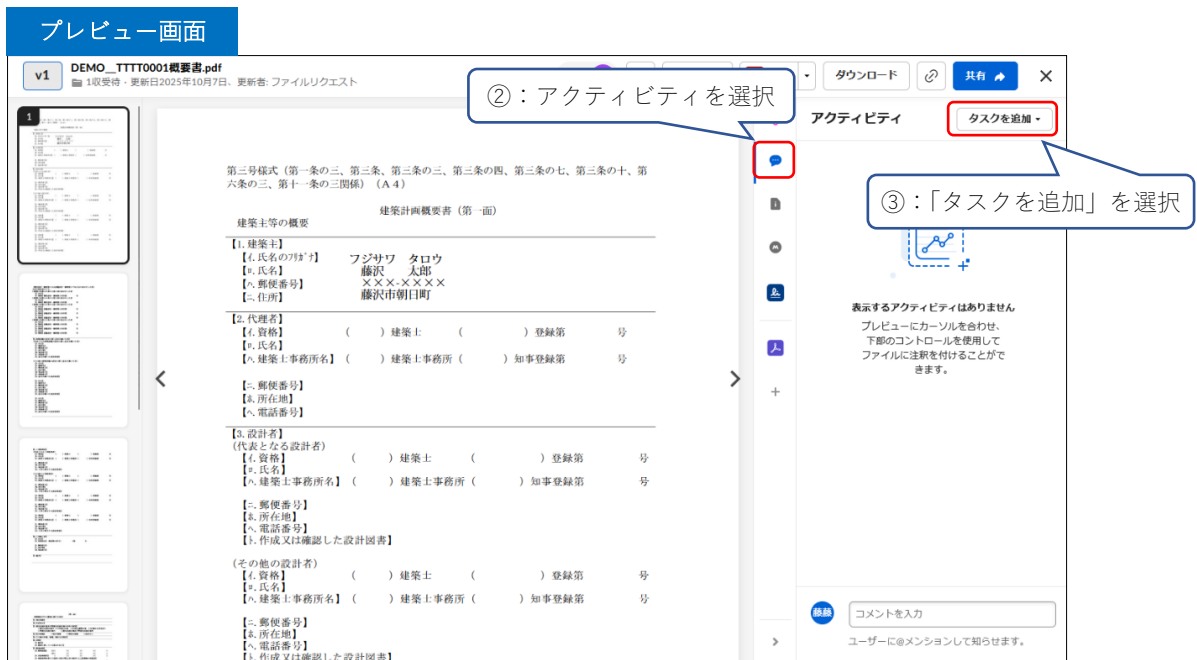 プレビュー画面
v1
DEMO__TTTT0001概要書.pdf
1収受待・更新日2025年10月7日、更新者: ファイルリクエスト
②：アクティビティを選択
ダウンロード
共有
アクティビティ
タスクを追加
③：「タスクを追加」を選択
1
第三号様式（第一条の三、第三条、第三条の三、第三条の四、第三条の七、第三条の十、第
六条の三、第十一条の三関係）（Ａ４）
建築計画概要書（第一面）
建築主等の概要
【1.建築主】
【ｲ.氏名のﾌﾘｶﾞﾅ】 フジサワ タロウ
【ﾛ.氏名】 藤沢 太郎
【ﾊ.郵便番号】 ×××-××××
【ﾆ.住所】 藤沢市朝日町
【2.代理者】
【ｲ.資格】 （ ）建築士 （ ）登録第 号
【ﾛ.氏名】
【ﾊ.建築士事務所名】（ ）建築士事務所（ ）知事登録第 号
【ﾆ.郵便番号】
【ﾎ.所在地】
【ﾍ.電話番号】
【3.設計者】
（代表となる設計者）
【ｲ.資格】 （ ）建築士 （ ）登録第 号
【ﾛ.氏名】
【ﾊ.建築士事務所名】（ ）建築士事務所（ ）知事登録第 号
【ﾆ.郵便番号】
【ﾎ.所在地】
【ﾍ.電話番号】
【ﾄ.作成又は確認した設計図書】
（その他の設計者）
【ｲ.資格】 （ ）建築士 （ ）登録第 号
【ﾛ.氏名】
【ﾊ.建築士事務所名】（ ）建築士事務所（ ）知事登録第 号
【ﾆ.郵便番号】
【ﾎ.所在地】
【ﾍ.電話番号】
【ﾄ.作成又は確認した設計図書】
表示するアクティビティはありません
プレビューにカーソルを合わせ、
下部のコントロールを使用して
ファイルに注釈を付けることがで
きます。
藤藤
コメントを入力
ユーザーに@メンションして知らせます。